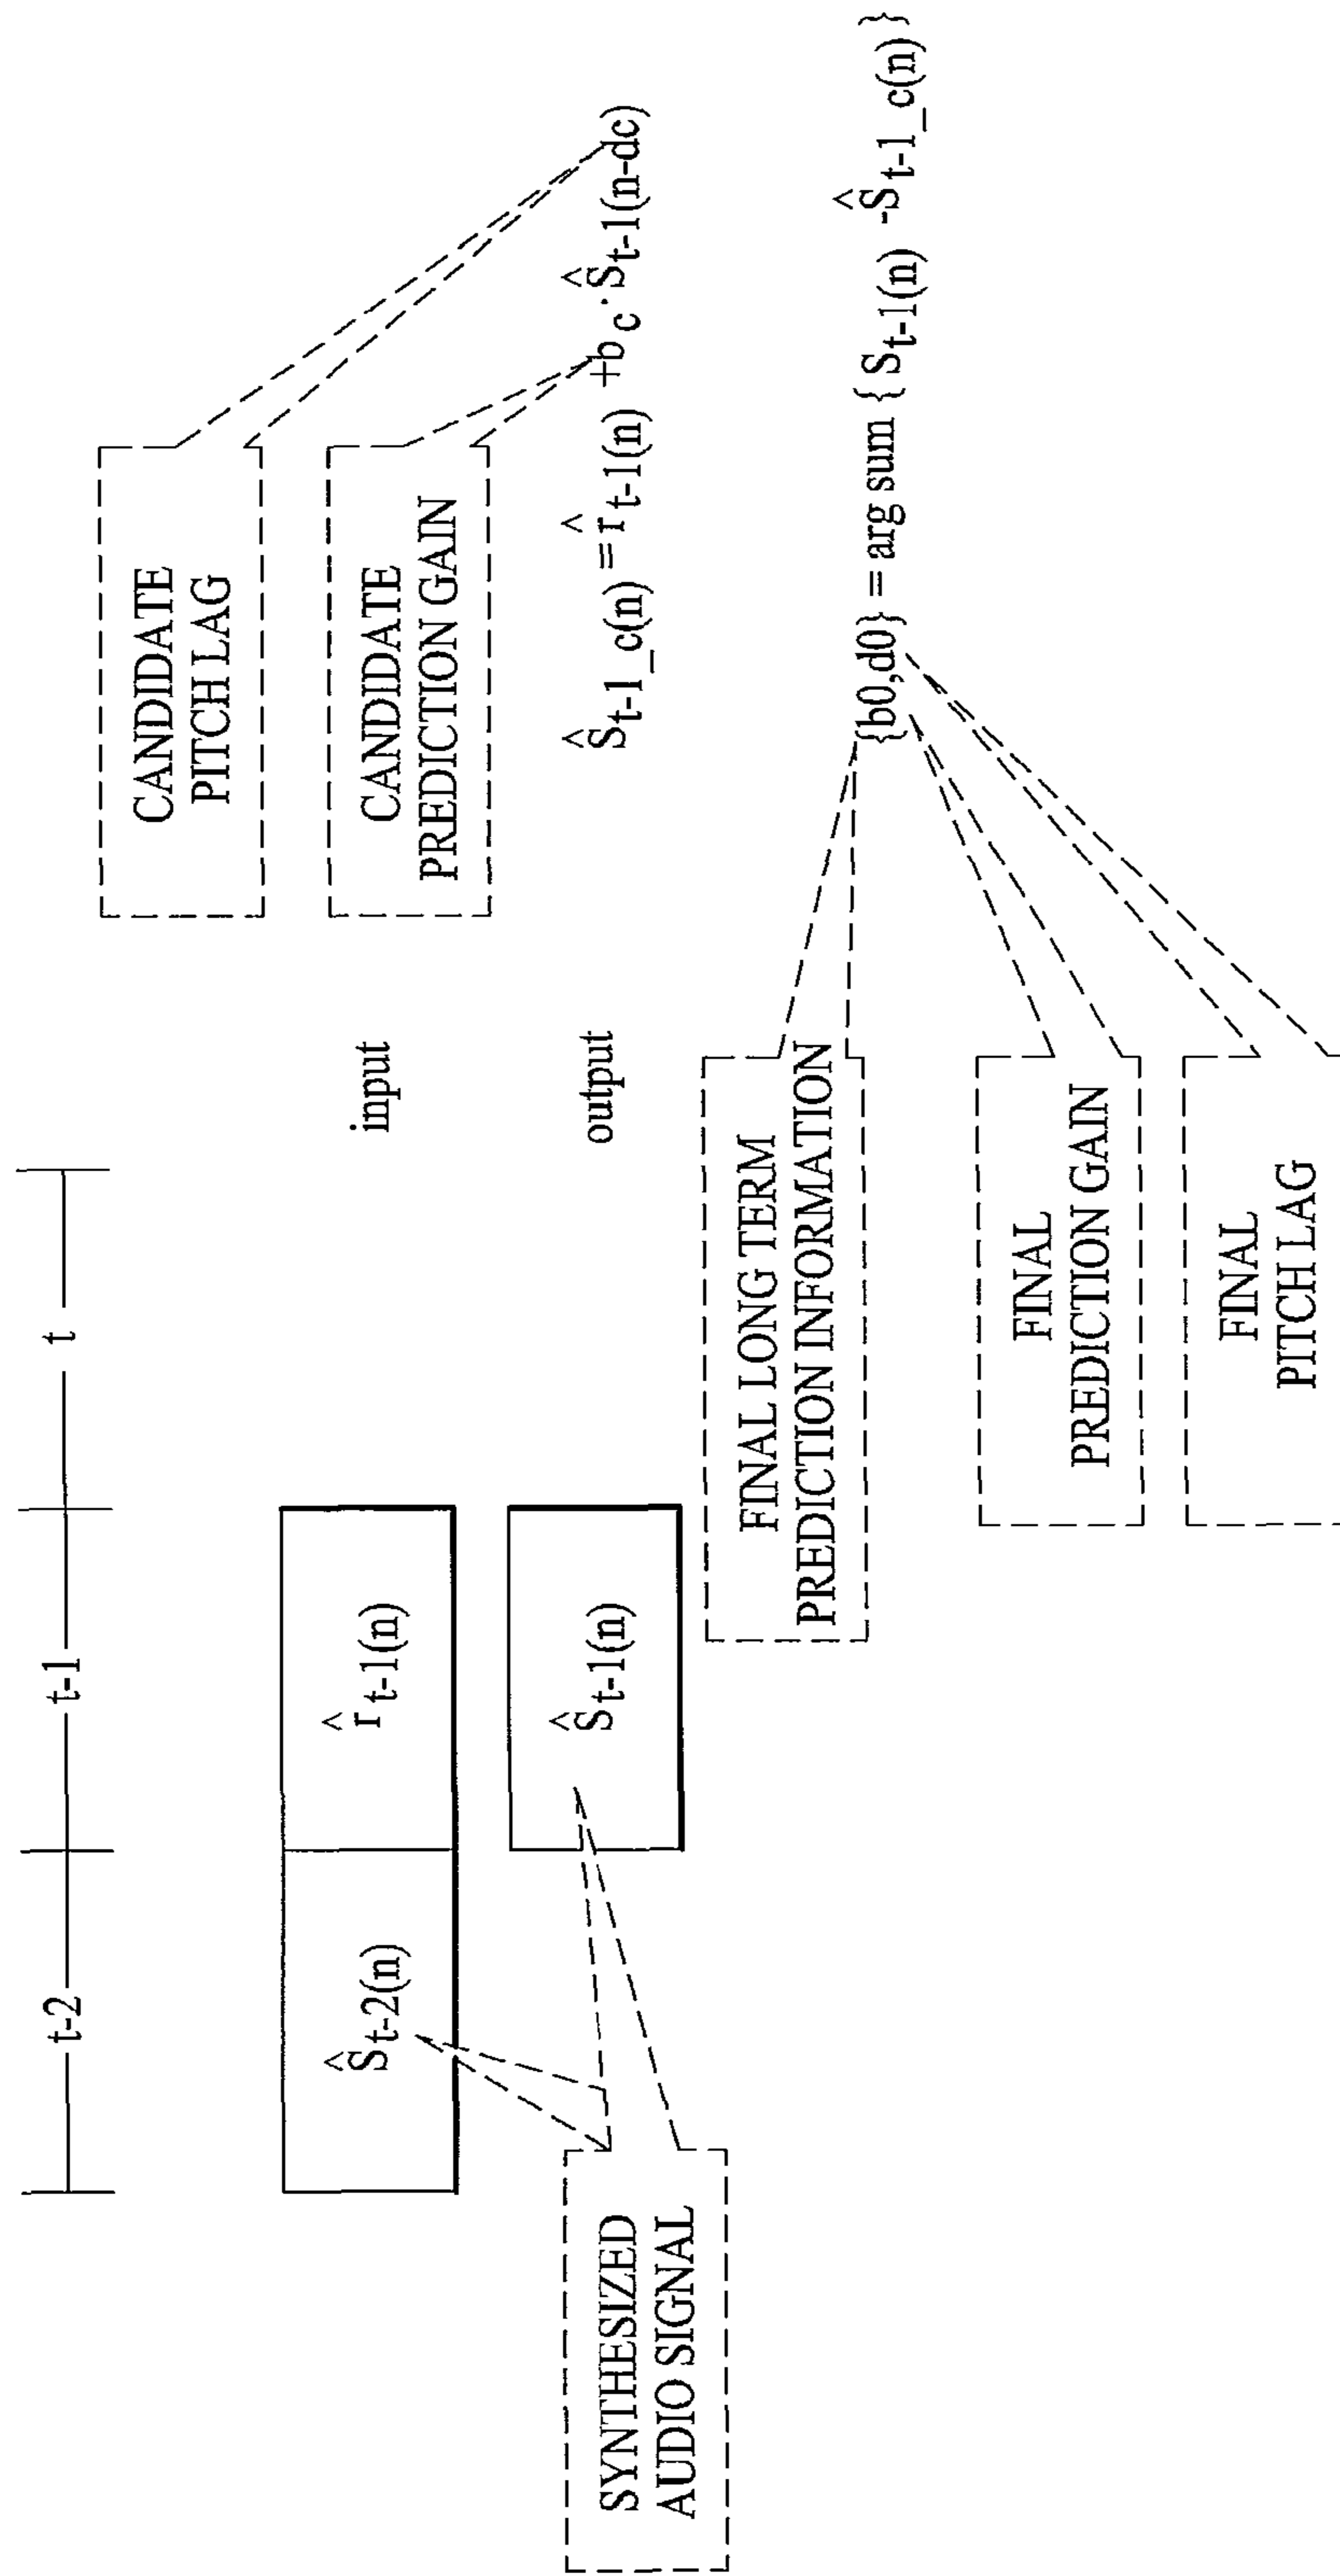 t-2
t-1
t
ŝt-2(n)
r̂t-1(n)
input
CANDIDATE
PITCH LAG
CANDIDATE
PREDICTION GAIN
SYNTHESIZED
AUDIO SIGNAL
ŝt-1(n)
output
ŝt-1_c(n) = r̂t-1(n) +bc · ŝt-1(n-dc)
FINAL LONG TERM
PREDICTION INFORMATION
{b0,d0} = arg sum { st-1(n) -ŝt-1_c(n) }
FINAL
PREDICTION GAIN
FINAL
PITCH LAG